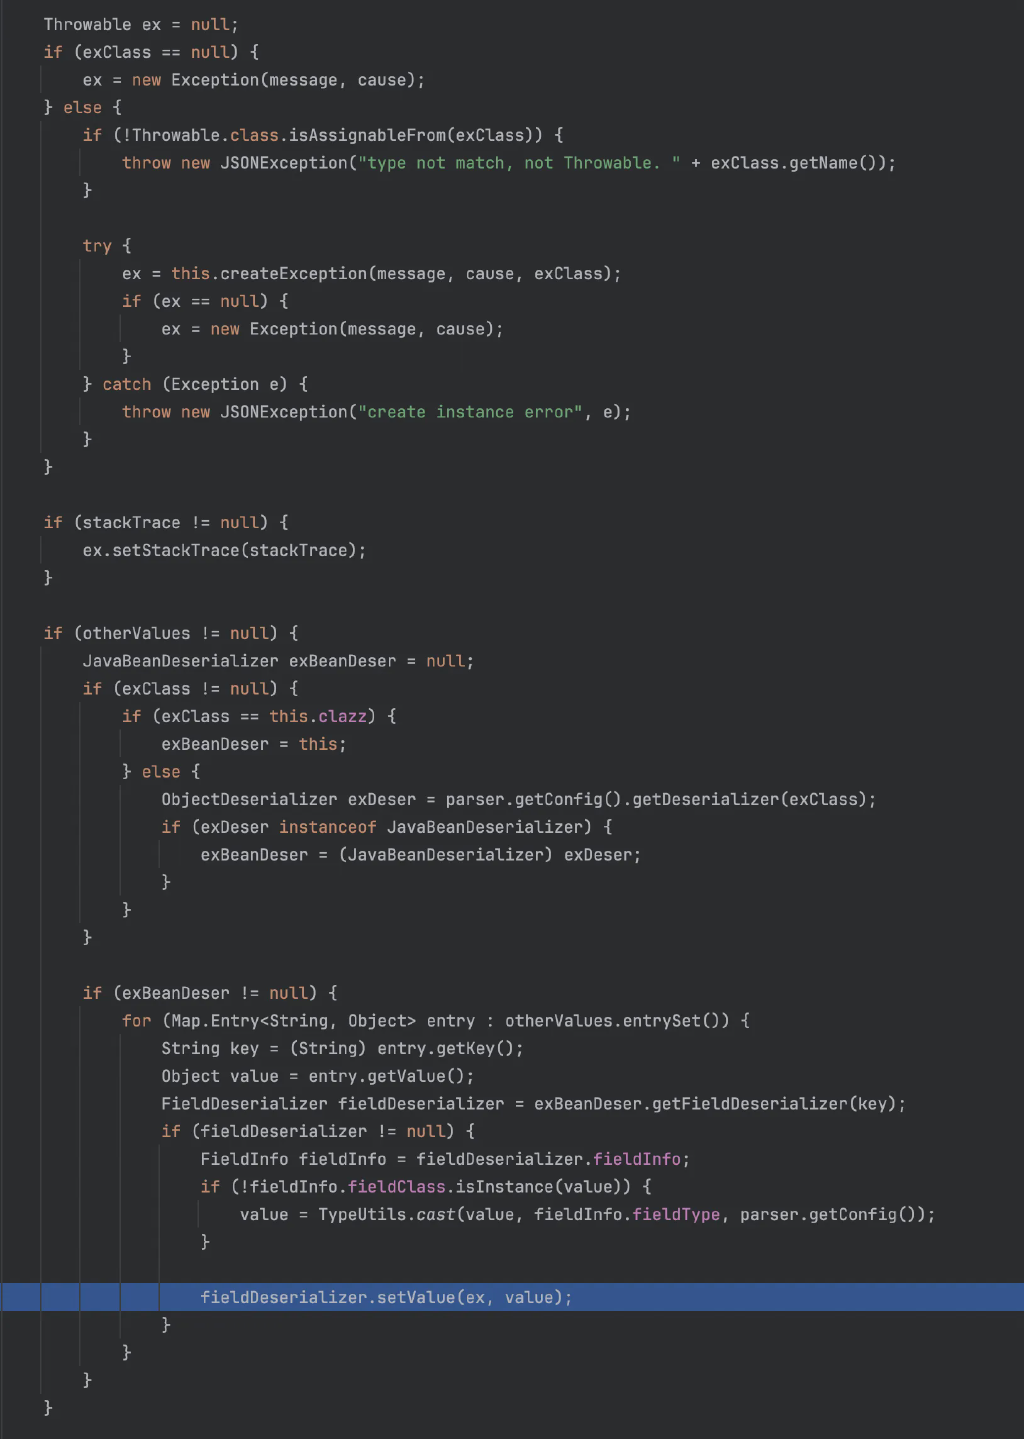 Throwable ex = null;
if (exClass == null) {
    ex = new Exception(message, cause);
} else {
    if (!Throwable.class.isAssignableFrom(exClass)) {
        throw new JSONException("type not match, not Throwable. " + exClass.getName());
    }

    try {
        ex = this.createException(message, cause, exClass);
        if (ex == null) {
            ex = new Exception(message, cause);
        }
    } catch (Exception e) {
        throw new JSONException("create instance error", e);
    }
}

if (stackTrace != null) {
    ex.setStackTrace(stackTrace);
}

if (otherValues != null) {
    JavaBeanDeserializer exBeanDeser = null;
    if (exClass != null) {
        if (exClass == this.clazz) {
            exBeanDeser = this;
        } else {
            ObjectDeserializer exDeser = parser.getConfig().getDeserializer(exClass);
            if (exDeser instanceof JavaBeanDeserializer) {
                exBeanDeser = (JavaBeanDeserializer) exDeser;
            }
        }
    }

    if (exBeanDeser != null) {
        for (Map.Entry<String, Object> entry : otherValues.entrySet()) {
            String key = (String) entry.getKey();
            Object value = entry.getValue();
            FieldDeserializer fieldDeserializer = exBeanDeser.getFieldDeserializer(key);
            if (fieldDeserializer != null) {
                FieldInfo fieldInfo = fieldDeserializer.fieldInfo;
                if (!fieldInfo.fieldClass.isInstance(value)) {
                    value = TypeUtils.cast(value, fieldInfo.fieldType, parser.getConfig());
                }

                fieldDeserializer.setValue(ex, value);
            }
        }
    }
}